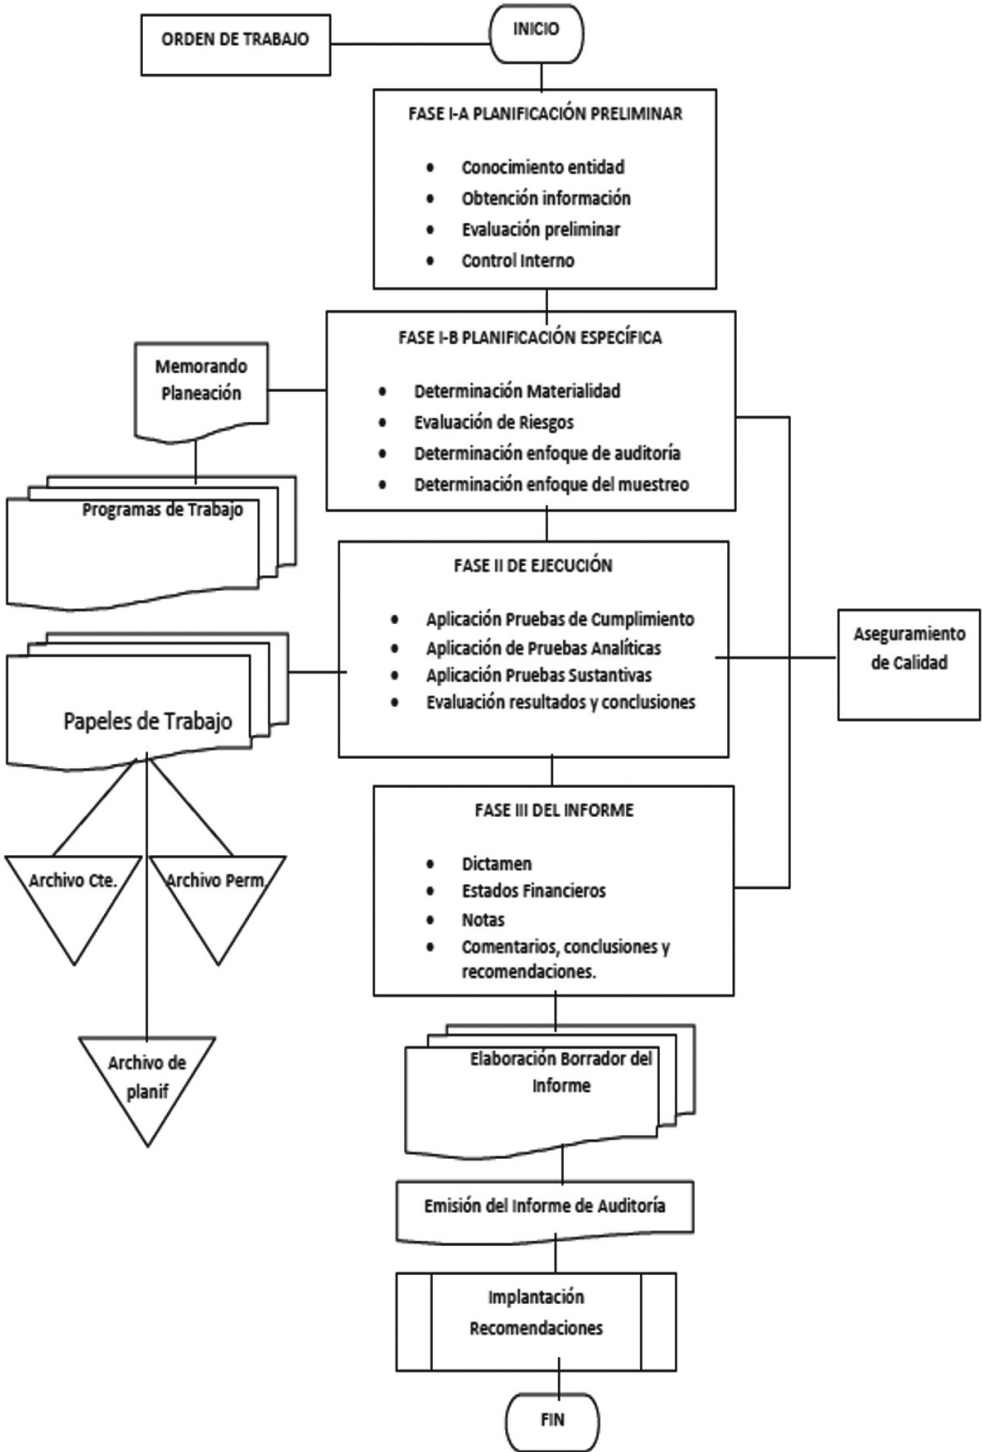 INICIO
ORDEN DE TRABAJO
FASE I-A PLANIFICACIÓN PRELIMINAR
• Conocimiento entidad
• Obtención información
• Evaluación preliminar
• Control Interno
FASE I-B PLANIFICACIÓN ESPECÍFICA
• Determinación Materialidad
• Evaluación de Riesgos
• Determinación enfoque de auditoría
• Determinación enfoque del muestreo
Memorando
Planeación
Programas de Trabajo
FASE II DE EJECUCIÓN
• Aplicación Pruebas de Cumplimiento
• Aplicación de Pruebas Analíticas
• Aplicación Pruebas Sustantivas
• Evaluación resultados y conclusiones
Aseguramiento
de Calidad
Papeles de Trabajo
Archivo Cte.
Archivo Perm.
Archivo de
planif
FASE III DEL INFORME
• Dictamen
• Estados Financieros
• Notas
• Comentarios, conclusiones y
recomendaciones.
Elaboración Borrador del
Informe
Emisión del Informe de Auditoría
Implantación
Recomendaciones
FIN